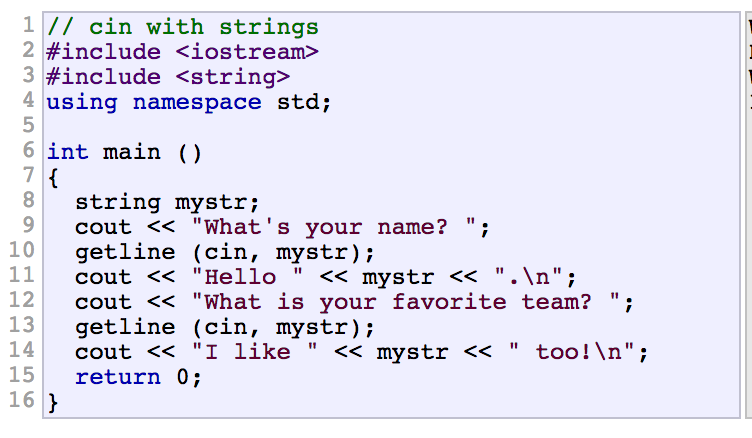 1 // cin with strings
2 #include <iostream>
3 #include <string>
4 using namespace std;
5
6 int main ()
7 {
8   string mystr;
9   cout << "What's your name? ";
10   getline (cin, mystr);
11   cout << "Hello " << mystr << ".\n";
12   cout << "What is your favorite team? ";
13   getline (cin, mystr);
14   cout << "I like " << mystr << " too!\n";
15   return 0;
16 }